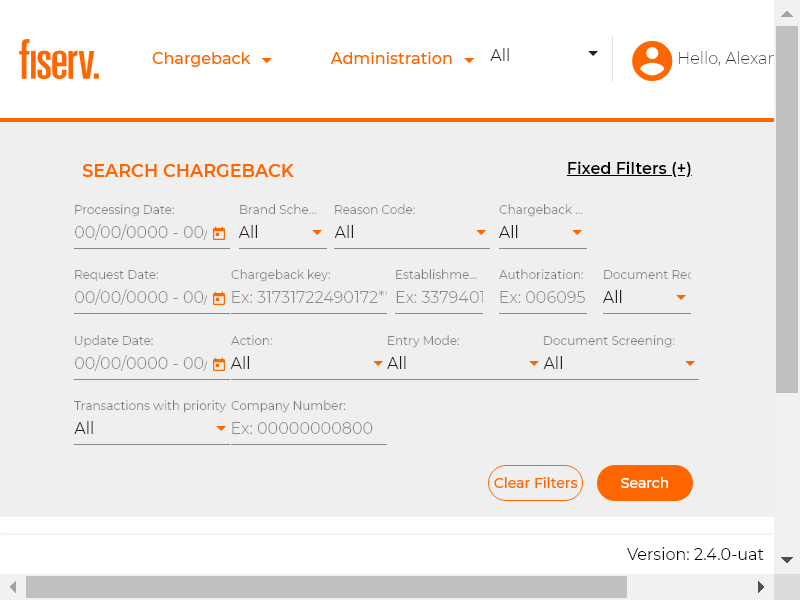 fiserv.
Chargeback
Administration
All
Hello, Alexar
SEARCH CHARGEBACK
Fixed Filters (+)
Processing Date:
Brand Sche...
Reason Code:
Chargeback ...
00/00/0000 - 00/
All
All
All
Request Date:
Chargeback key:
Establishme...
Authorization:
Document Rec
00/00/0000 - 00/
Ex: 31731722490172*
Ex: 3379401
Ex: 006095
All
Update Date:
Action:
Entry Mode:
Document Screening:
00/00/0000 - 00/
All
All
All
Transactions with priority
Company Number:
All
Ex: 00000000800
Clear Filters
Search
Version: 2.4.0-uat